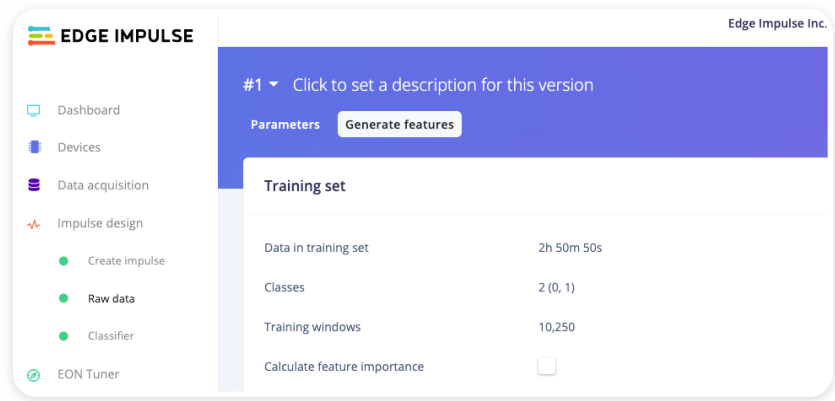 EDGE IMPULSE
Edge Impulse Inc.
#1 Click to set a description for this version
Parameters Generate features
Dashboard
Devices
Data acquisition
Impulse design
Create impulse
Raw data
Classifier
EON Tuner
Training set
Data in training set 2h 50m 50s
Classes 2 (0, 1)
Training windows 10,250
Calculate feature importance